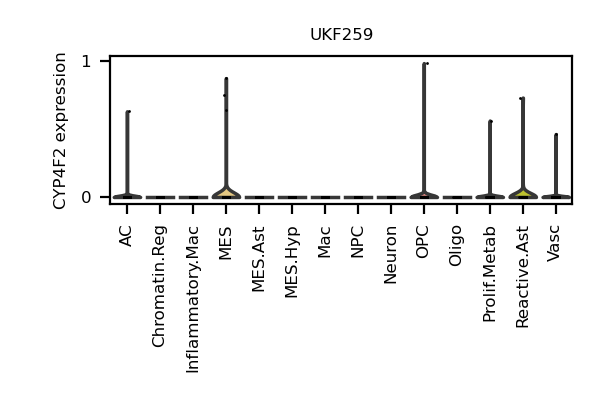 UKF259
CYP4F2 expression
1
0
AC
Chromatin.Reg
Inflammatory.Mac
MES
MES.Ast
MES.Hyp
Mac
NPC
Neuron
OPC
Oligo
Prolif.Metab
Reactive.Ast
Vasc